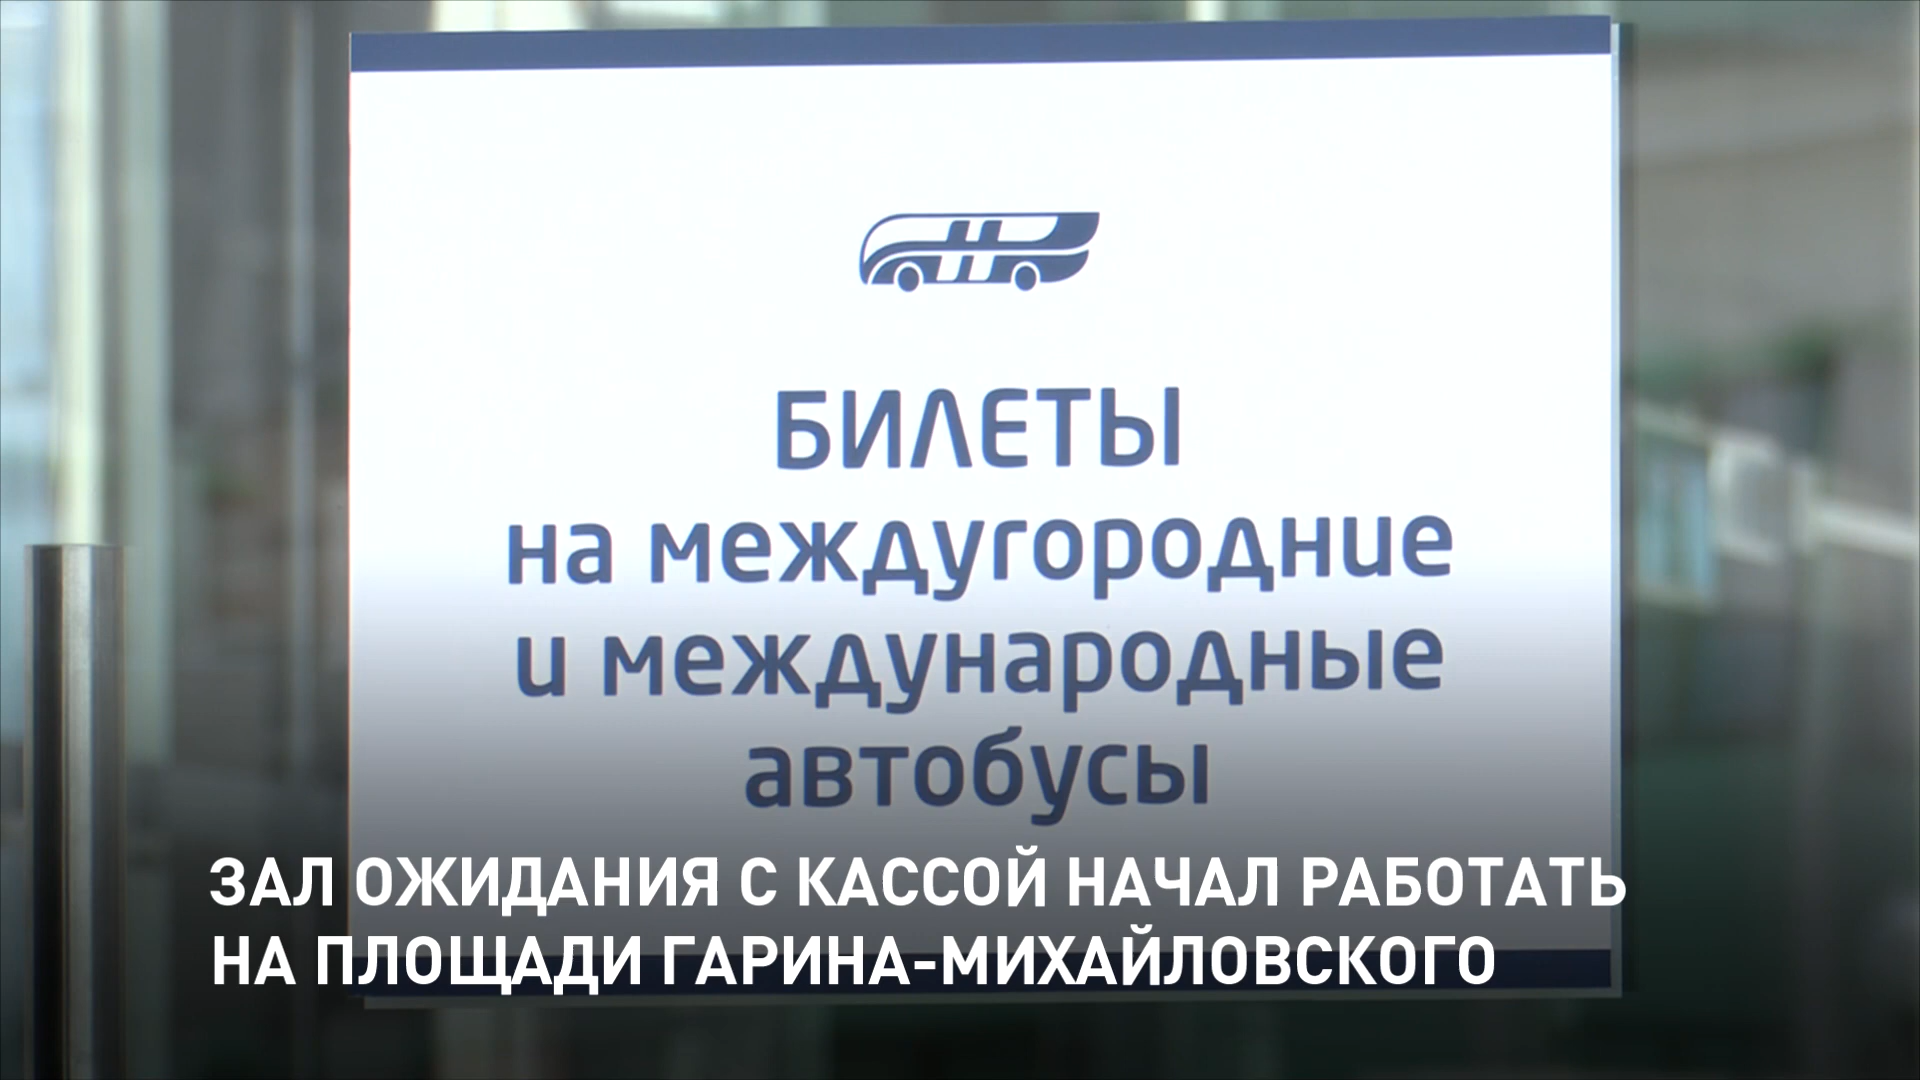 БИЛЕТЫ
на междугородние
и международные
автобусы
ЗАЛ ОЖИДАНИЯ С КАССОЙ НАЧАЛ РАБОТАТЬ
НА ПЛОЩАДИ ГАРИНА-МИХАЙЛОВСКОГО